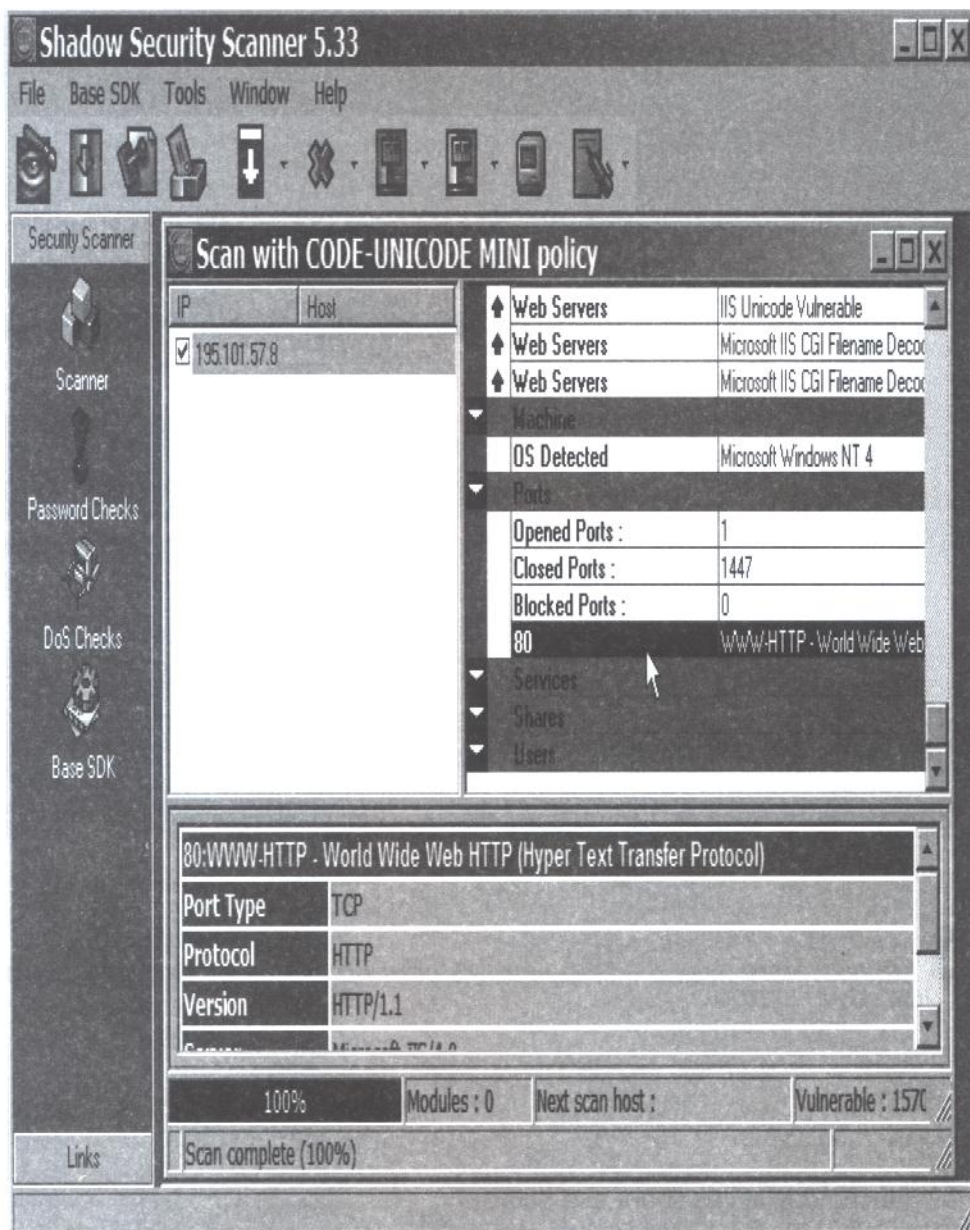 Shadow Security Scanner 5.33
File Base SDK Tools Window Help
Security Scanner
Scanner
Password Checks
DoS Checks
Base SDK
Links
Scan with CODE-UNICODE MINI policy
IP Host
195.101.57.8
Web Servers IIS Unicode Vulnerable
Web Servers Microsoft IIS CGI Filename Decod
Web Servers Microsoft IIS CGI Filename Decod
Machine
OS Detected Microsoft Windows NT 4
Ports
Opened Ports : 1
Closed Ports : 1447
Blocked Ports : 0
80 WWW-HTTP - World Wide Web
Services
Shares
Users
80:WWW-HTTP - World Wide Web HTTP (Hyper Text Transfer Protocol)
Port Type TCP
Protocol HTTP
Version HTTP/1.1
Server Microsoft-IIS/4.0
100% Modules : 0 Next scan host : Vulnerable :
Scan complete (100%)